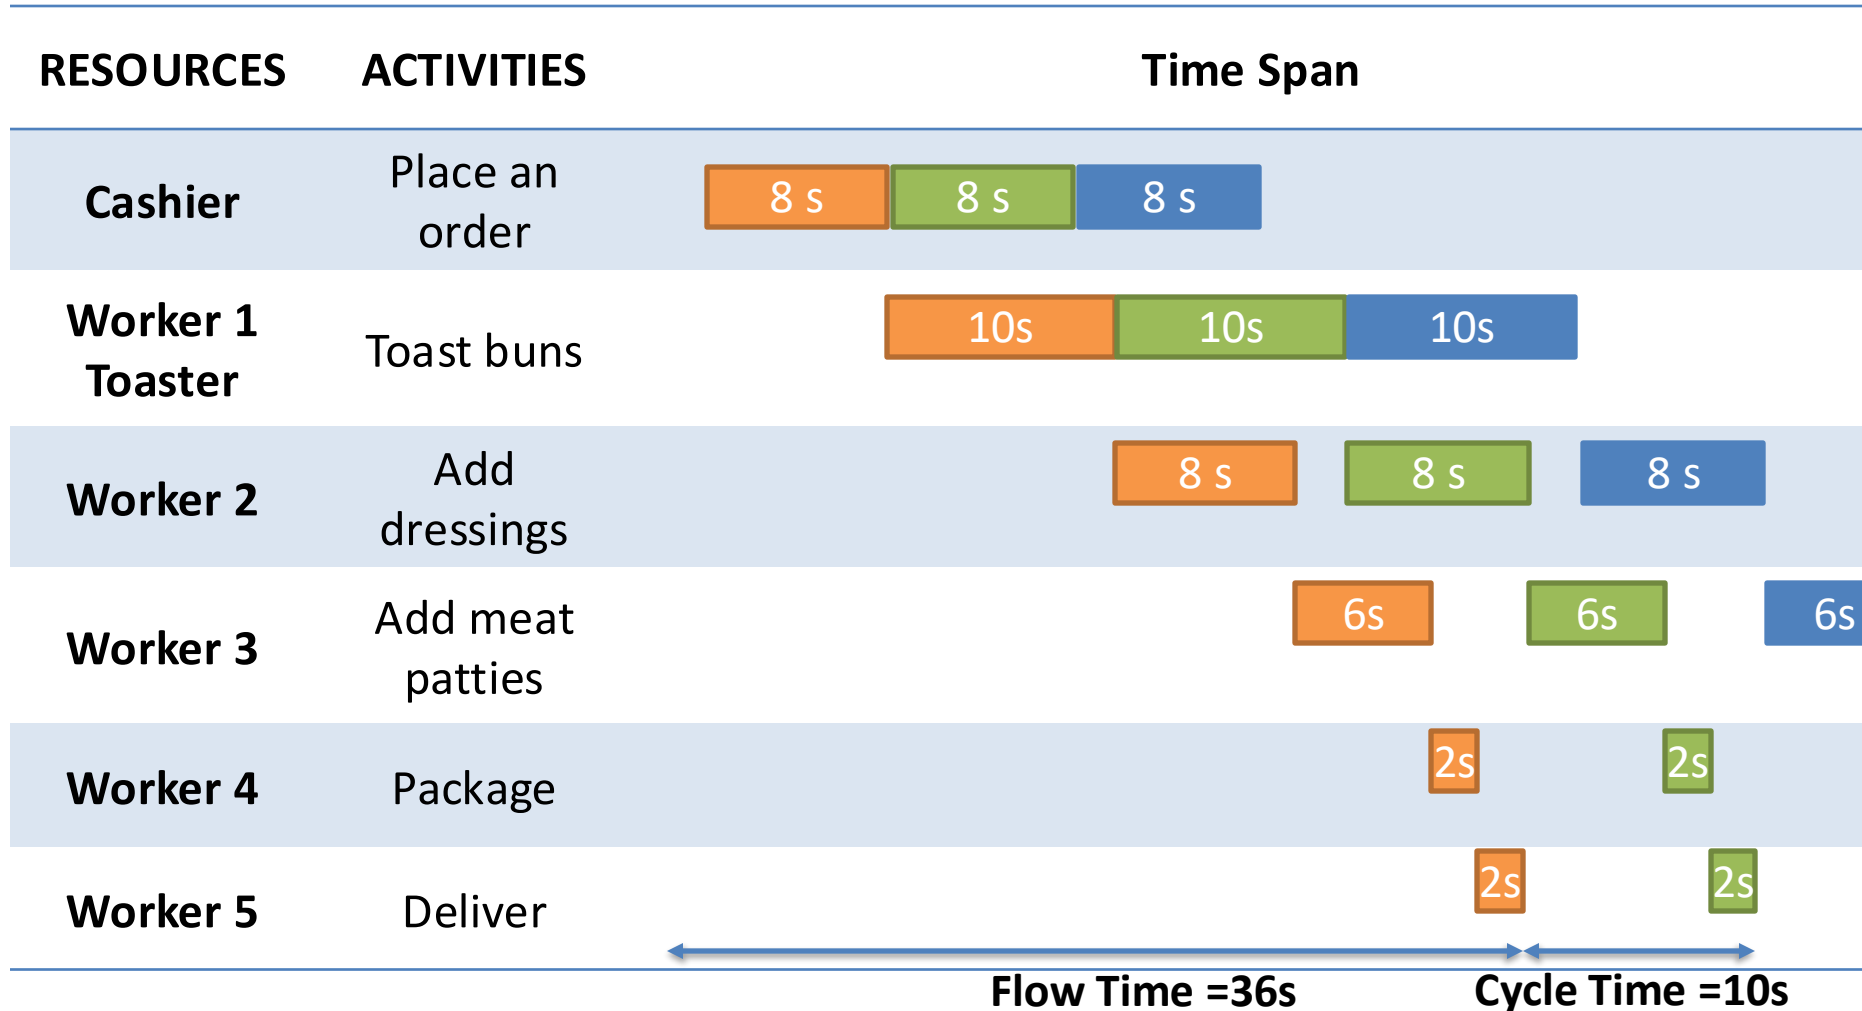 RESOURCES ACTIVITIES Time Span
Cashier
Place an
order
8 s 8 s 8 s
Worker 1
Toaster
Toast buns
10s 10s 10s
Worker 2
Add
dressings
8 s 8 s 8 s
Worker 3
Add meat
patties
6s 6s 6s
Worker 4
Package
2s 2s
Worker 5
Deliver
2s 2s
Flow Time =36s Cycle Time =10s